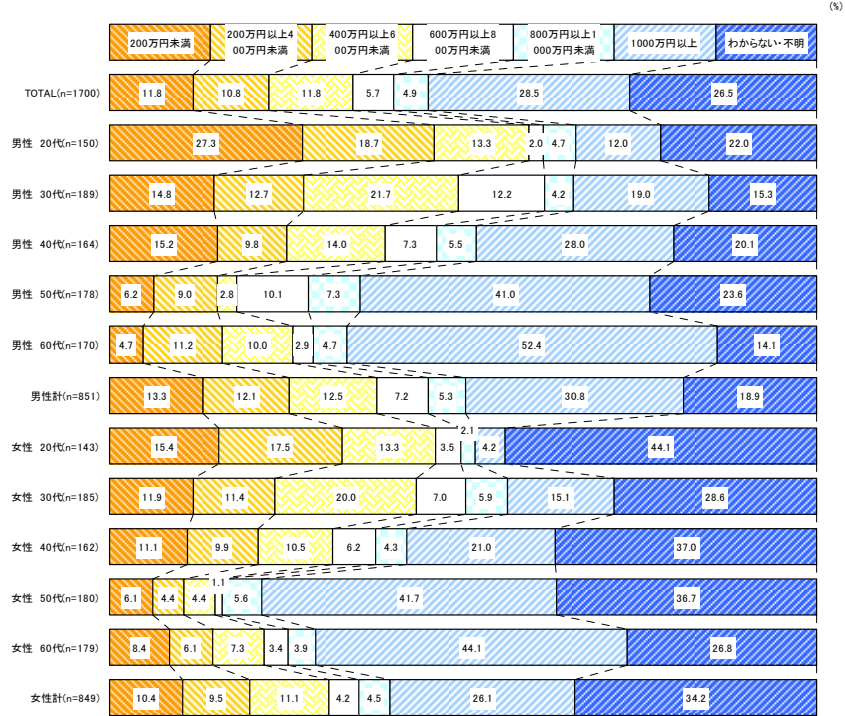 (%)
200万円未満
200万円以上4
00万円未満
400万円以上6
00万円未満
600万円以上8
00万円未満
800万円以上1
000万円未満
1000万円以上
わからない・不明
TOTAL(n=1700) 11.8 10.8 11.8 5.7 4.9 28.5 26.5
男性 20代(n=150) 27.3 18.7 13.3 2.0 4.7 12.0 22.0
男性 30代(n=189) 14.8 12.7 21.7 12.2 4.2 19.0 15.3
男性 40代(n=164) 15.2 9.8 14.0 7.3 5.5 28.0 20.1
男性 50代(n=178) 6.2 9.0 2.8 10.1 7.3 41.0 23.6
男性 60代(n=170) 4.7 11.2 10.0 2.9 4.7 52.4 14.1
男性計(n=851) 13.3 12.1 12.5 7.2 5.3 30.8 18.9
女性 20代(n=143) 15.4 17.5 13.3 3.5 2.1 4.2 44.1
女性 30代(n=185) 11.9 11.4 20.0 7.0 5.9 15.1 28.6
女性 40代(n=162) 11.1 9.9 10.5 6.2 4.3 21.0 37.0
女性 50代(n=180) 6.1 4.4 4.4 1.1 5.6 41.7 36.7
女性 60代(n=179) 8.4 6.1 7.3 3.4 3.9 44.1 26.8
女性計(n=849) 10.4 9.5 11.1 4.2 4.5 26.1 34.2